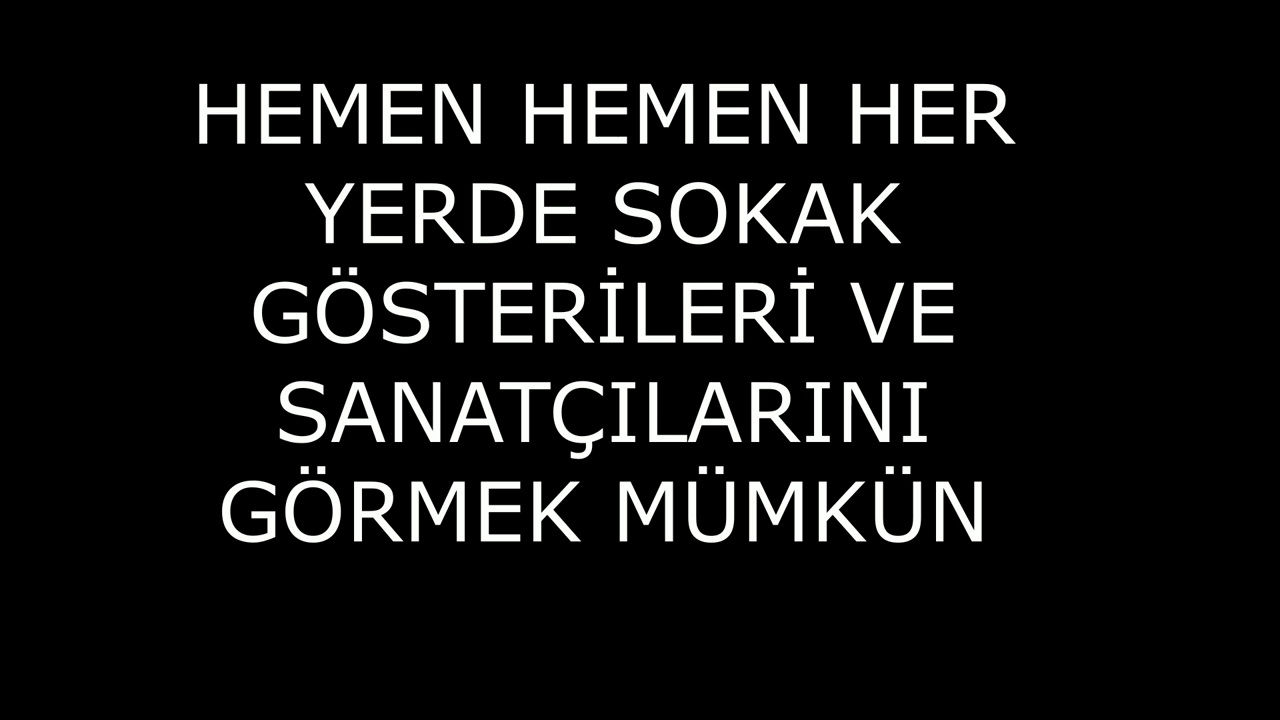 HEMEN HEMEN HER
YERDE SOKAK
GÖSTERİLERİ VE
SANATÇILARINI
GÖRMEK MÜMKÜN